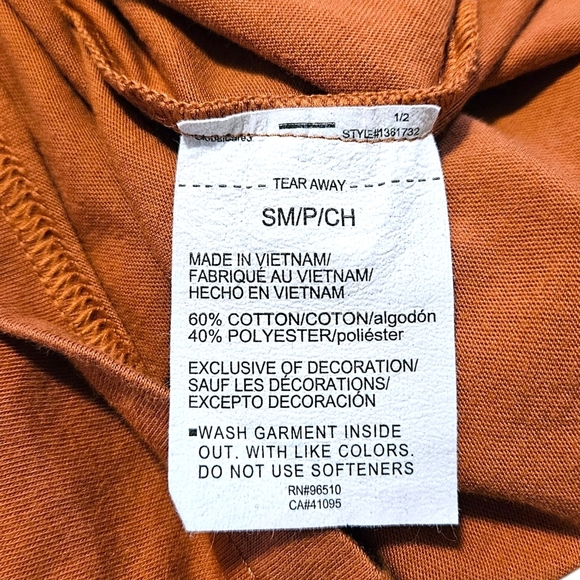 1/2
STYLE#1361732
TEAR AWAY
SM/P/CH
MADE IN VIETNAM/
FABRIQUÉ AU VIETNAM/
HECHO EN VIETNAM
60% COTTON/COTON/algodón
40% POLYESTER/poliéster
EXCLUSIVE OF DECORATION/
SAUF LES DÉCORATIONS/
EXCEPTO DECORACIÓN
WASH GARMENT INSIDE
OUT. WITH LIKE COLORS.
DO NOT USE SOFTENERS
RN#96510
CA#41095